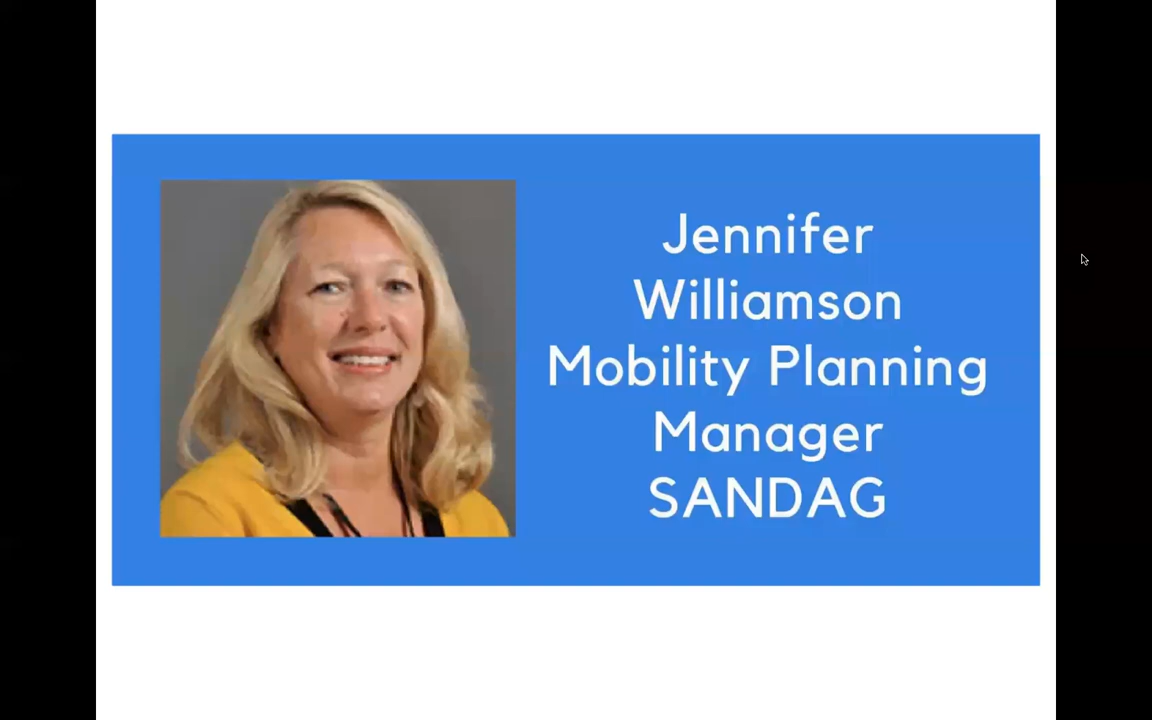 Jennifer
Williamson
Mobility Planning
Manager
SANDAG